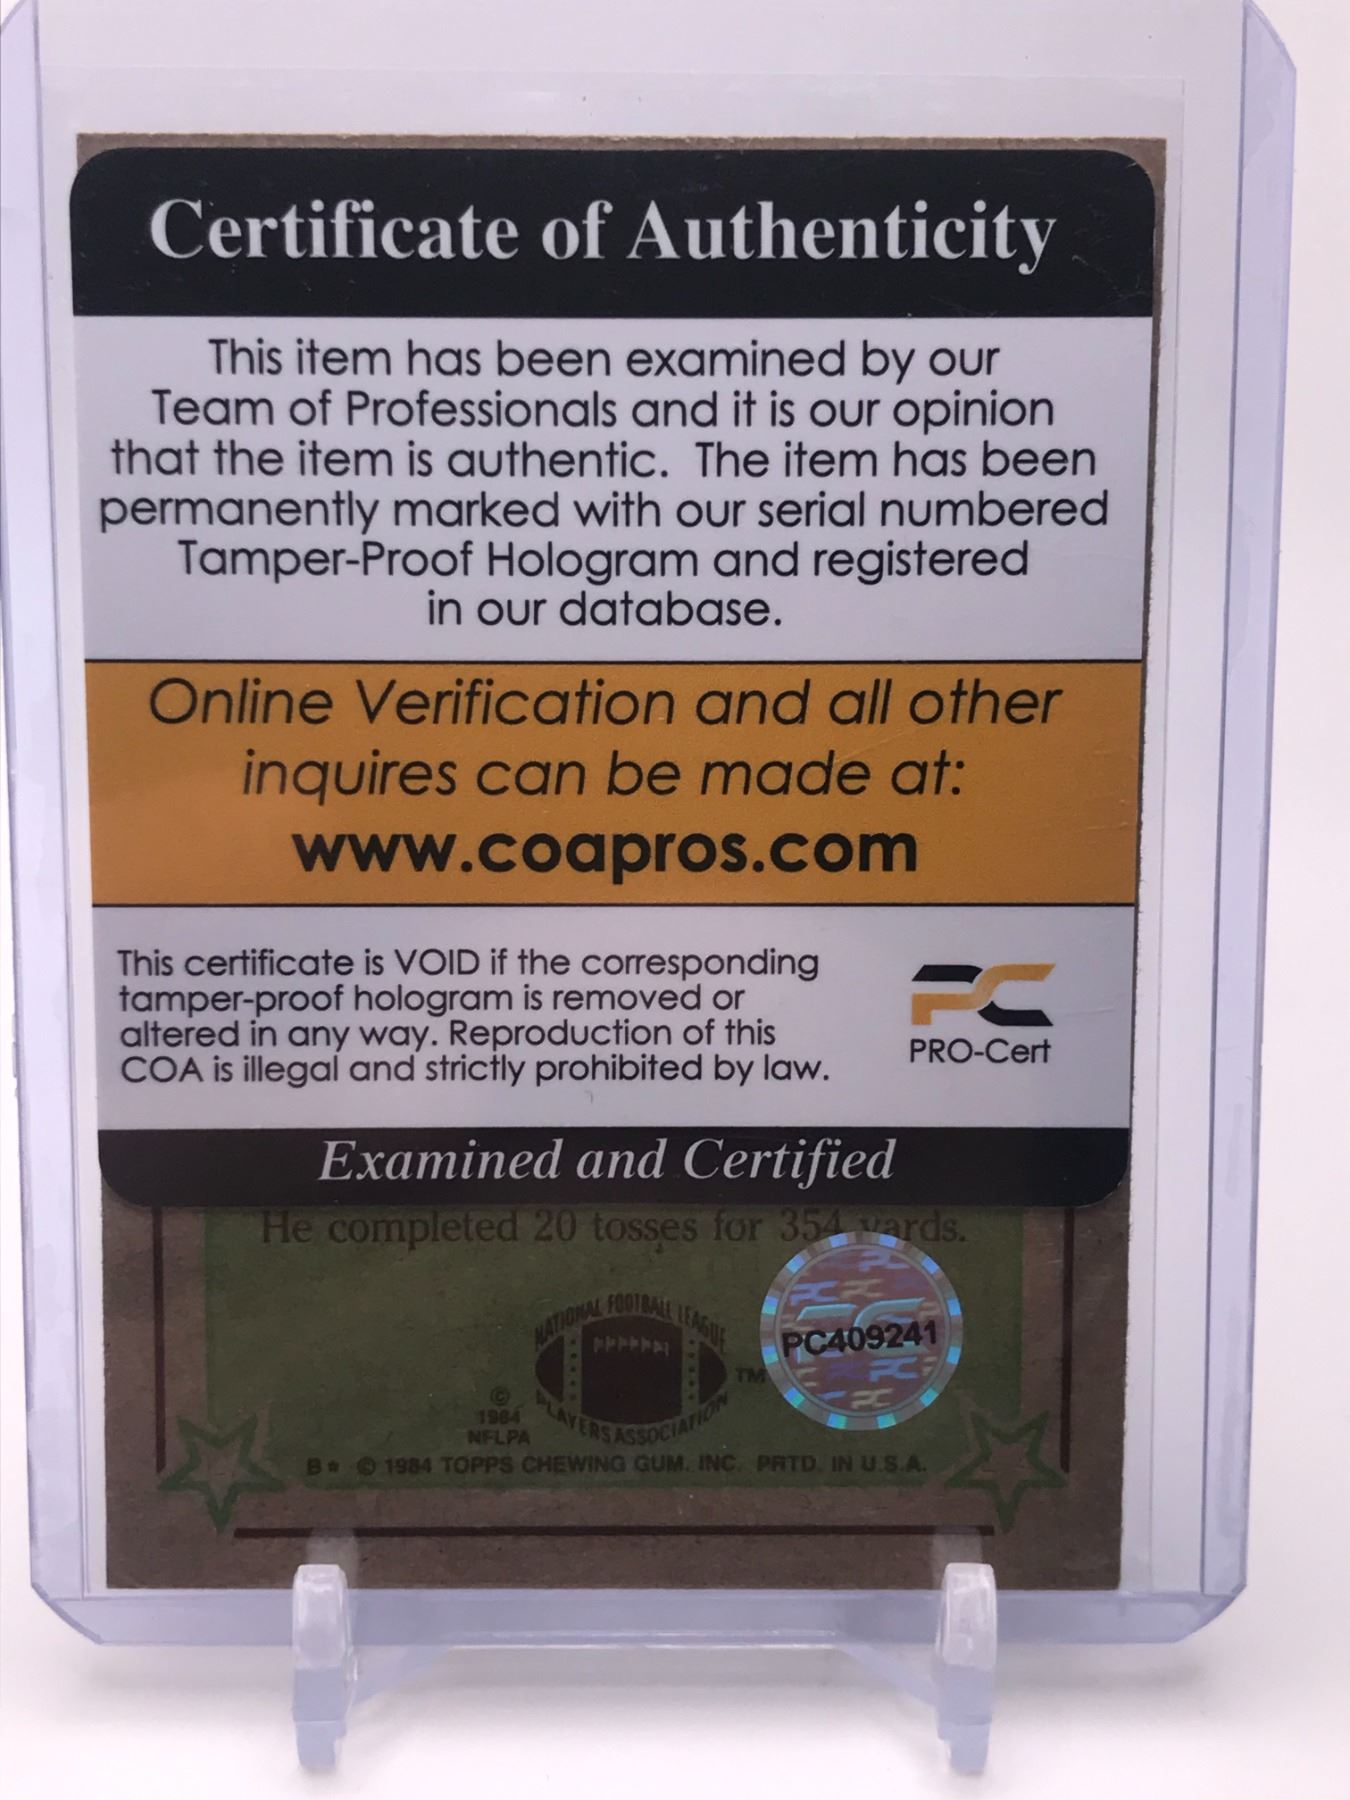 Certificate of Authenticity
This item has been examined by our
Team of Professionals and it is our opinion
that the item is authentic. The item has been
permanently marked with our serial numbered
Tamper-Proof Hologram and registered
in our database.
Online Verification and all other
inquires can be made at:
www.coapros.com
This certificate is VOID if the corresponding
tamper-proof hologram is removed or
altered in any way. Reproduction of this
COA is illegal and strictly prohibited by law.
PC
PRO-Cert
Examined and Certified
He completed 20 tosses for 354 yards.
NATIONAL FOOTBALL LEAGUE
PLAYERS ASSOCIATION
TM
PC409241
©
1984
NFLPA
B* © 1984 TOPPS CHEWING GUM, INC. PRTD. IN U.S.A.